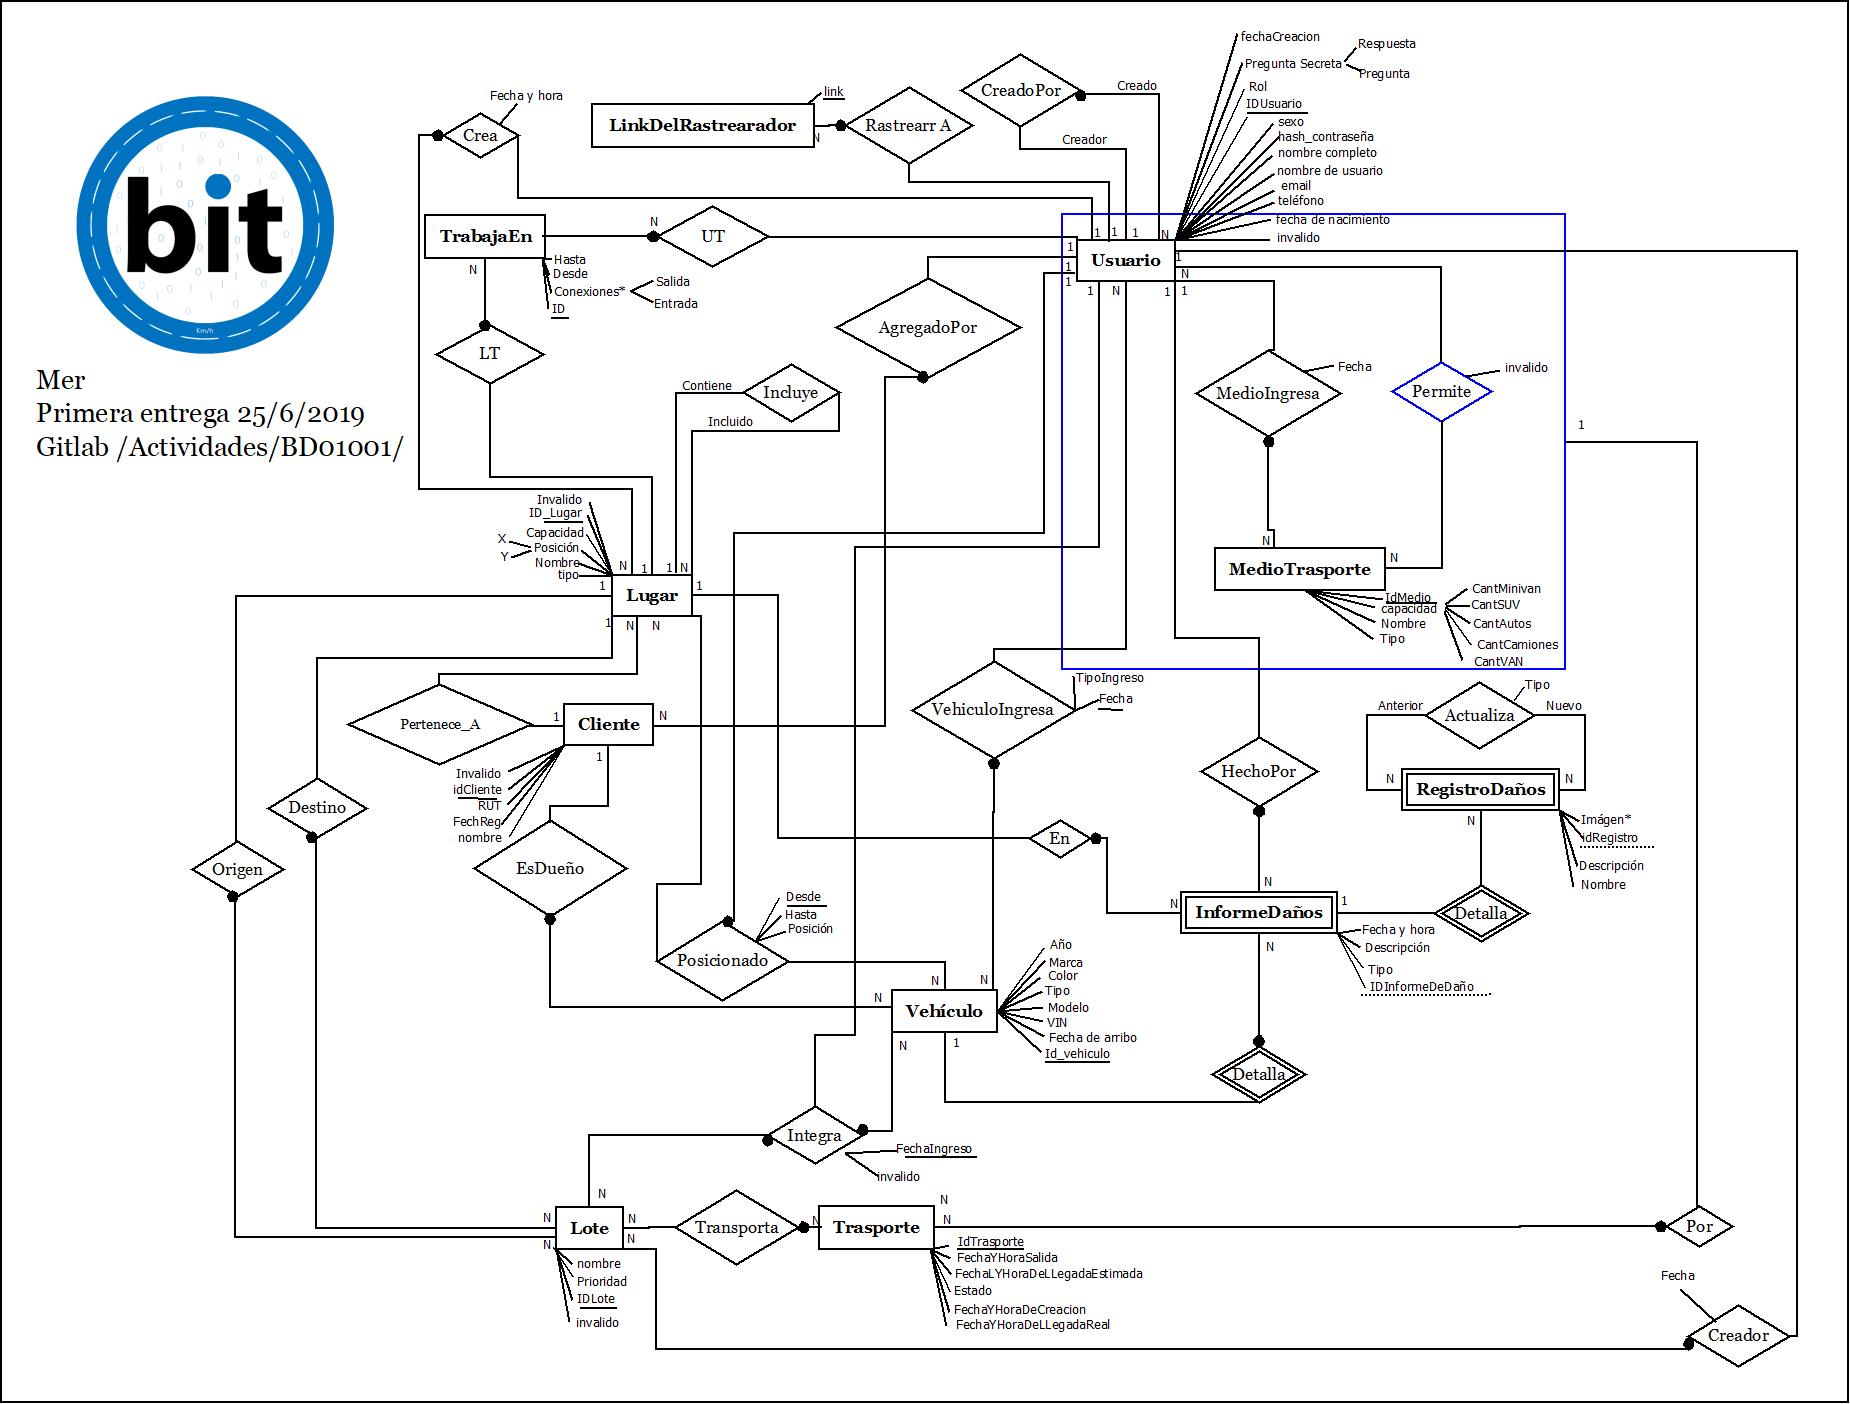 bit
Km/h
Mer
Primera entrega 25/6/2019
Gitlab /Actividades/BD01001/
Fecha y hora
Crea
LinkDelRastrearador
link
N
Rastrearr A
CreadoPor
Creado
Creador
fechaCreacion
Pregunta Secreta
Respuesta
Pregunta
Rol
IDUsuario
sexo
hash_contraseña
nombre completo
nombre de usuario
email
teléfono
fecha de nacimiento
invalido
TrabajaEn
N
UT
N
Hasta
Desde
Conexiones*
Salida
Entrada
ID
LT
1
1
1
N
1
1
1
Usuario
1
N
1
N
1
1
AgregadoPor
Contiene
Incluye
Incluido
MedioIngresa
Fecha
Permite
invalido
1
N
MedioTrasporte
N
IdMedio
capacidad
Nombre
Tipo
CantMinivan
CantSUV
CantAutos
CantCamiones
CantVAN
Invalido
ID_Lugar
Capacidad
X
Y
Posición
Nombre
tipo
N
1
1
N
1
Lugar
1
1
N
N
Pertenece_A
1
Cliente
N
1
Invalido
idCliente
RUT
FechReg
nombre
VehiculoIngresa
TipoIngreso
Fecha
HechoPor
Anterior
Actualiza
Tipo
Nuevo
N
RegistroDaños
N
N
Imágen*
idRegistro
Descripción
Nombre
Destino
Origen
EsDueño
En
N
N
InformeDaños
1
N
Detalla
Fecha y hora
Descripción
Tipo
IDInformeDeDaño
Desde
Hasta
Posición
Posicionado
N
N
N
Vehículo
N
1
Año
Marca
Color
Tipo
Modelo
VIN
Fecha de arribo
Id_vehiculo
Detalla
Integra
FechaIngreso
invalido
N
N
N
Lote
N
N
nombre
Prioridad
IDLote
invalido
Transporta
N
Trasporte
N
N
IdTrasporte
FechaYHoraSalida
FechaLYHoraDeLLegadaEstimada
Estado
FechaYHoraDeCreacion
FechaYHoraDeLLegadaReal
Por
Fecha
Creador